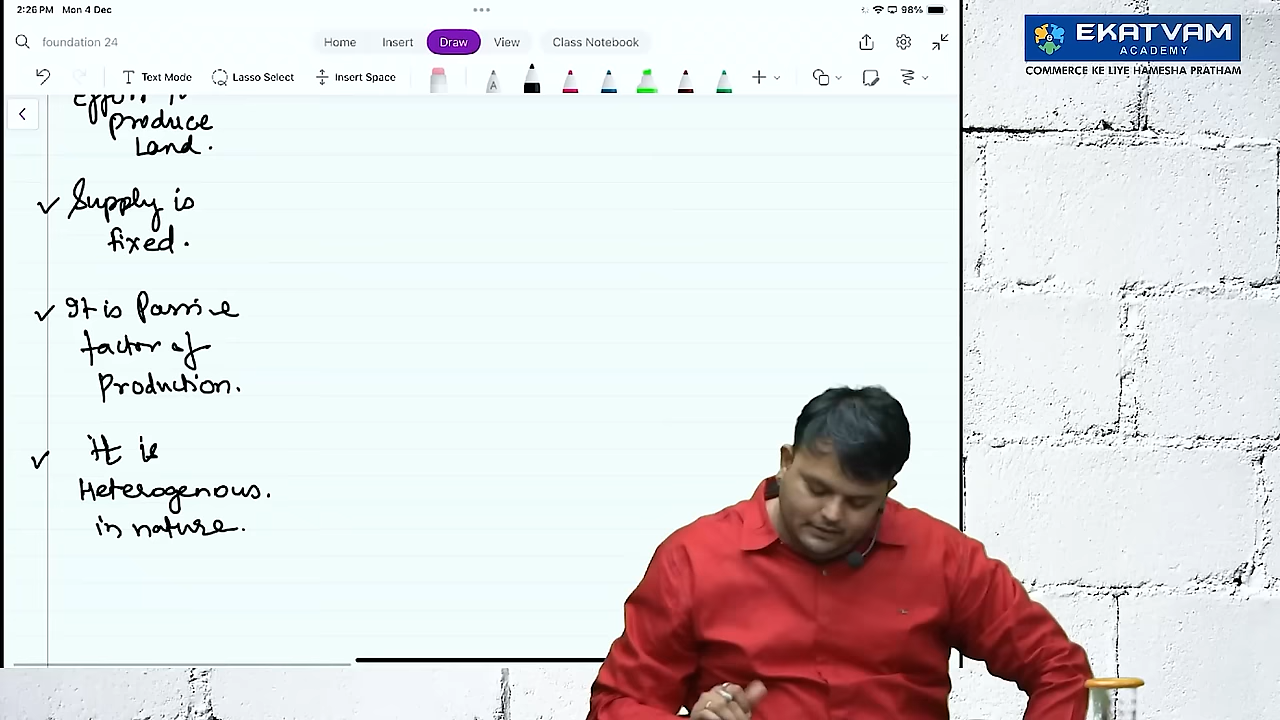 2:26 PM Mon 4 Dec
98%
EKATVAM
ACADEMY
COMMERCE KE LIYE HAMESHA PRATHAM
foundation 24
Home Insert Draw View Class Notebook
Text Mode Lasso Select Insert Space
produce
Land.
Supply is
fixed.
It is Passive
factor of
Production.
it is
Heterogenous.
in nature.